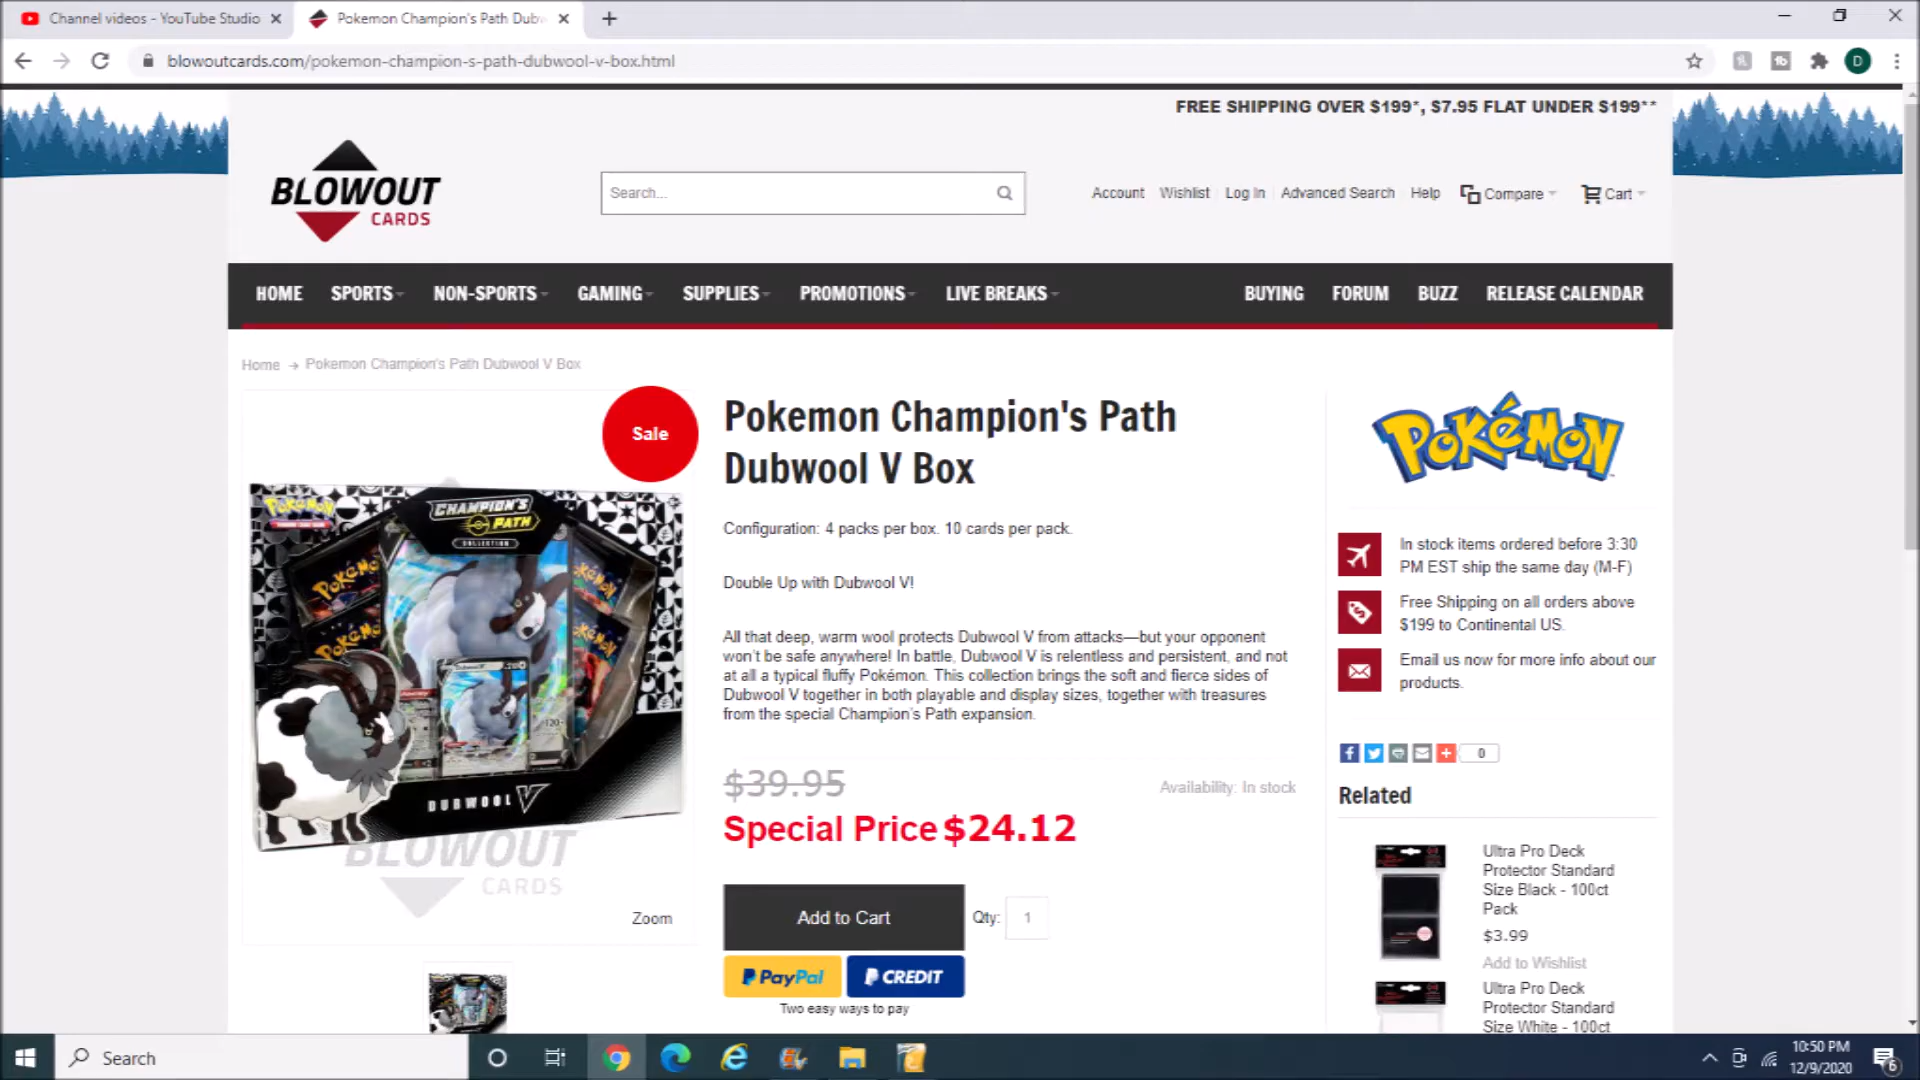 Channel videos - YouTube Studio
Pokemon Champion's Path Dub
blowoutcards.com/pokemon-champion-s-path-dubwool-v-box.html
D
FREE SHIPPING OVER $199*, $7.95 FLAT UNDER $199**
BLOWOUT
CARDS
Search...
Account Wishlist Log In Advanced Search Help Compare Cart
HOME SPORTS NON-SPORTS GAMING SUPPLIES PROMOTIONS LIVE BREAKS BUYING FORUM BUZZ RELEASE CALENDAR
Home → Pokemon Champion's Path Dubwool V Box
Sale
Pokémon
CHAMPION'S
PATH
COLLECTION
Pokémon
Pokémon
Pokémon
Pokémon
Dubwool V
120
DUBWOOL V
BLOWOUT
CARDS
Zoom
Pokemon Champion's Path
Dubwool V Box
Configuration: 4 packs per box. 10 cards per pack.
Double Up with Dubwool V!
All that deep, warm wool protects Dubwool V from attacks—but your opponent
won't be safe anywhere! In battle, Dubwool V is relentless and persistent, and not
at all a typical fluffy Pokémon. This collection brings the soft and fierce sides of
Dubwool V together in both playable and display sizes, together with treasures
from the special Champion's Path expansion.
$39.95
Availability: In stock
Special Price $24.12
Add to Cart
Qty: 1
PayPal
CREDIT
Two easy ways to pay
POKéMON
In stock items ordered before 3:30
PM EST ship the same day (M-F)
Free Shipping on all orders above
$199 to Continental US.
Email us now for more info about our
products.
0
Related
Ultra Pro Deck
Protector Standard
Size Black - 100ct
Pack
$3.99
Add to Wishlist
Ultra Pro Deck
Protector Standard
Size White - 100ct
Search
10:50 PM
12/9/2020
6